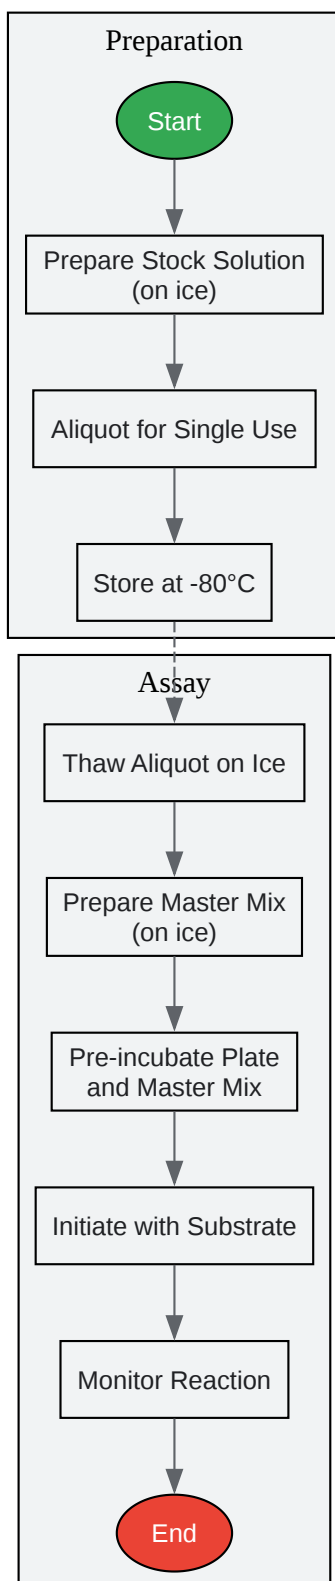 Preparation
Start
Prepare Stock Solution
(on ice)
Aliquot for Single Use
Store at -80°C
Assay
Thaw Aliquot on Ice
Prepare Master Mix
(on ice)
Pre-incubate Plate
and Master Mix
Initiate with Substrate
Monitor Reaction
End